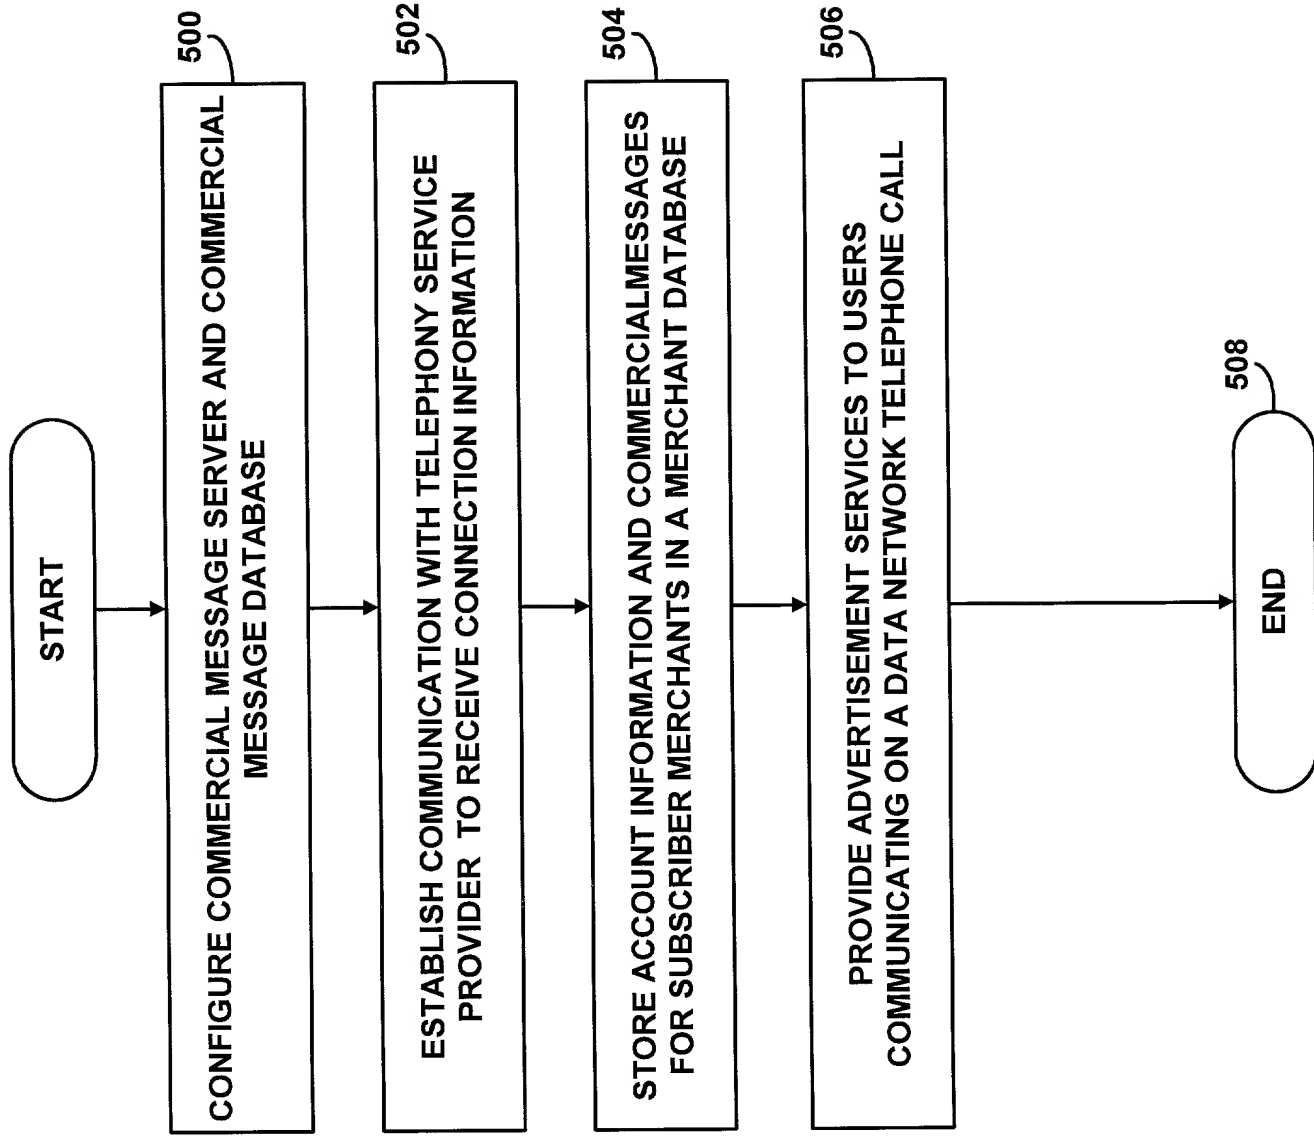 START
500
CONFIGURE COMMERCIAL MESSAGE SERVER AND COMMERCIAL
MESSAGE DATABASE
502
ESTABLISH COMMUNICATION WITH TELEPHONY SERVICE
PROVIDER TO RECEIVE CONNECTION INFORMATION
504
STORE ACCOUNT INFORMATION AND COMMERCIALMESSAGES
FOR SUBSCRIBER MERCHANTS IN A MERCHANT DATABASE
506
PROVIDE ADVERTISEMENT SERVICES TO USERS
COMMUNICATING ON A DATA NETWORK TELEPHONE CALL
508
END